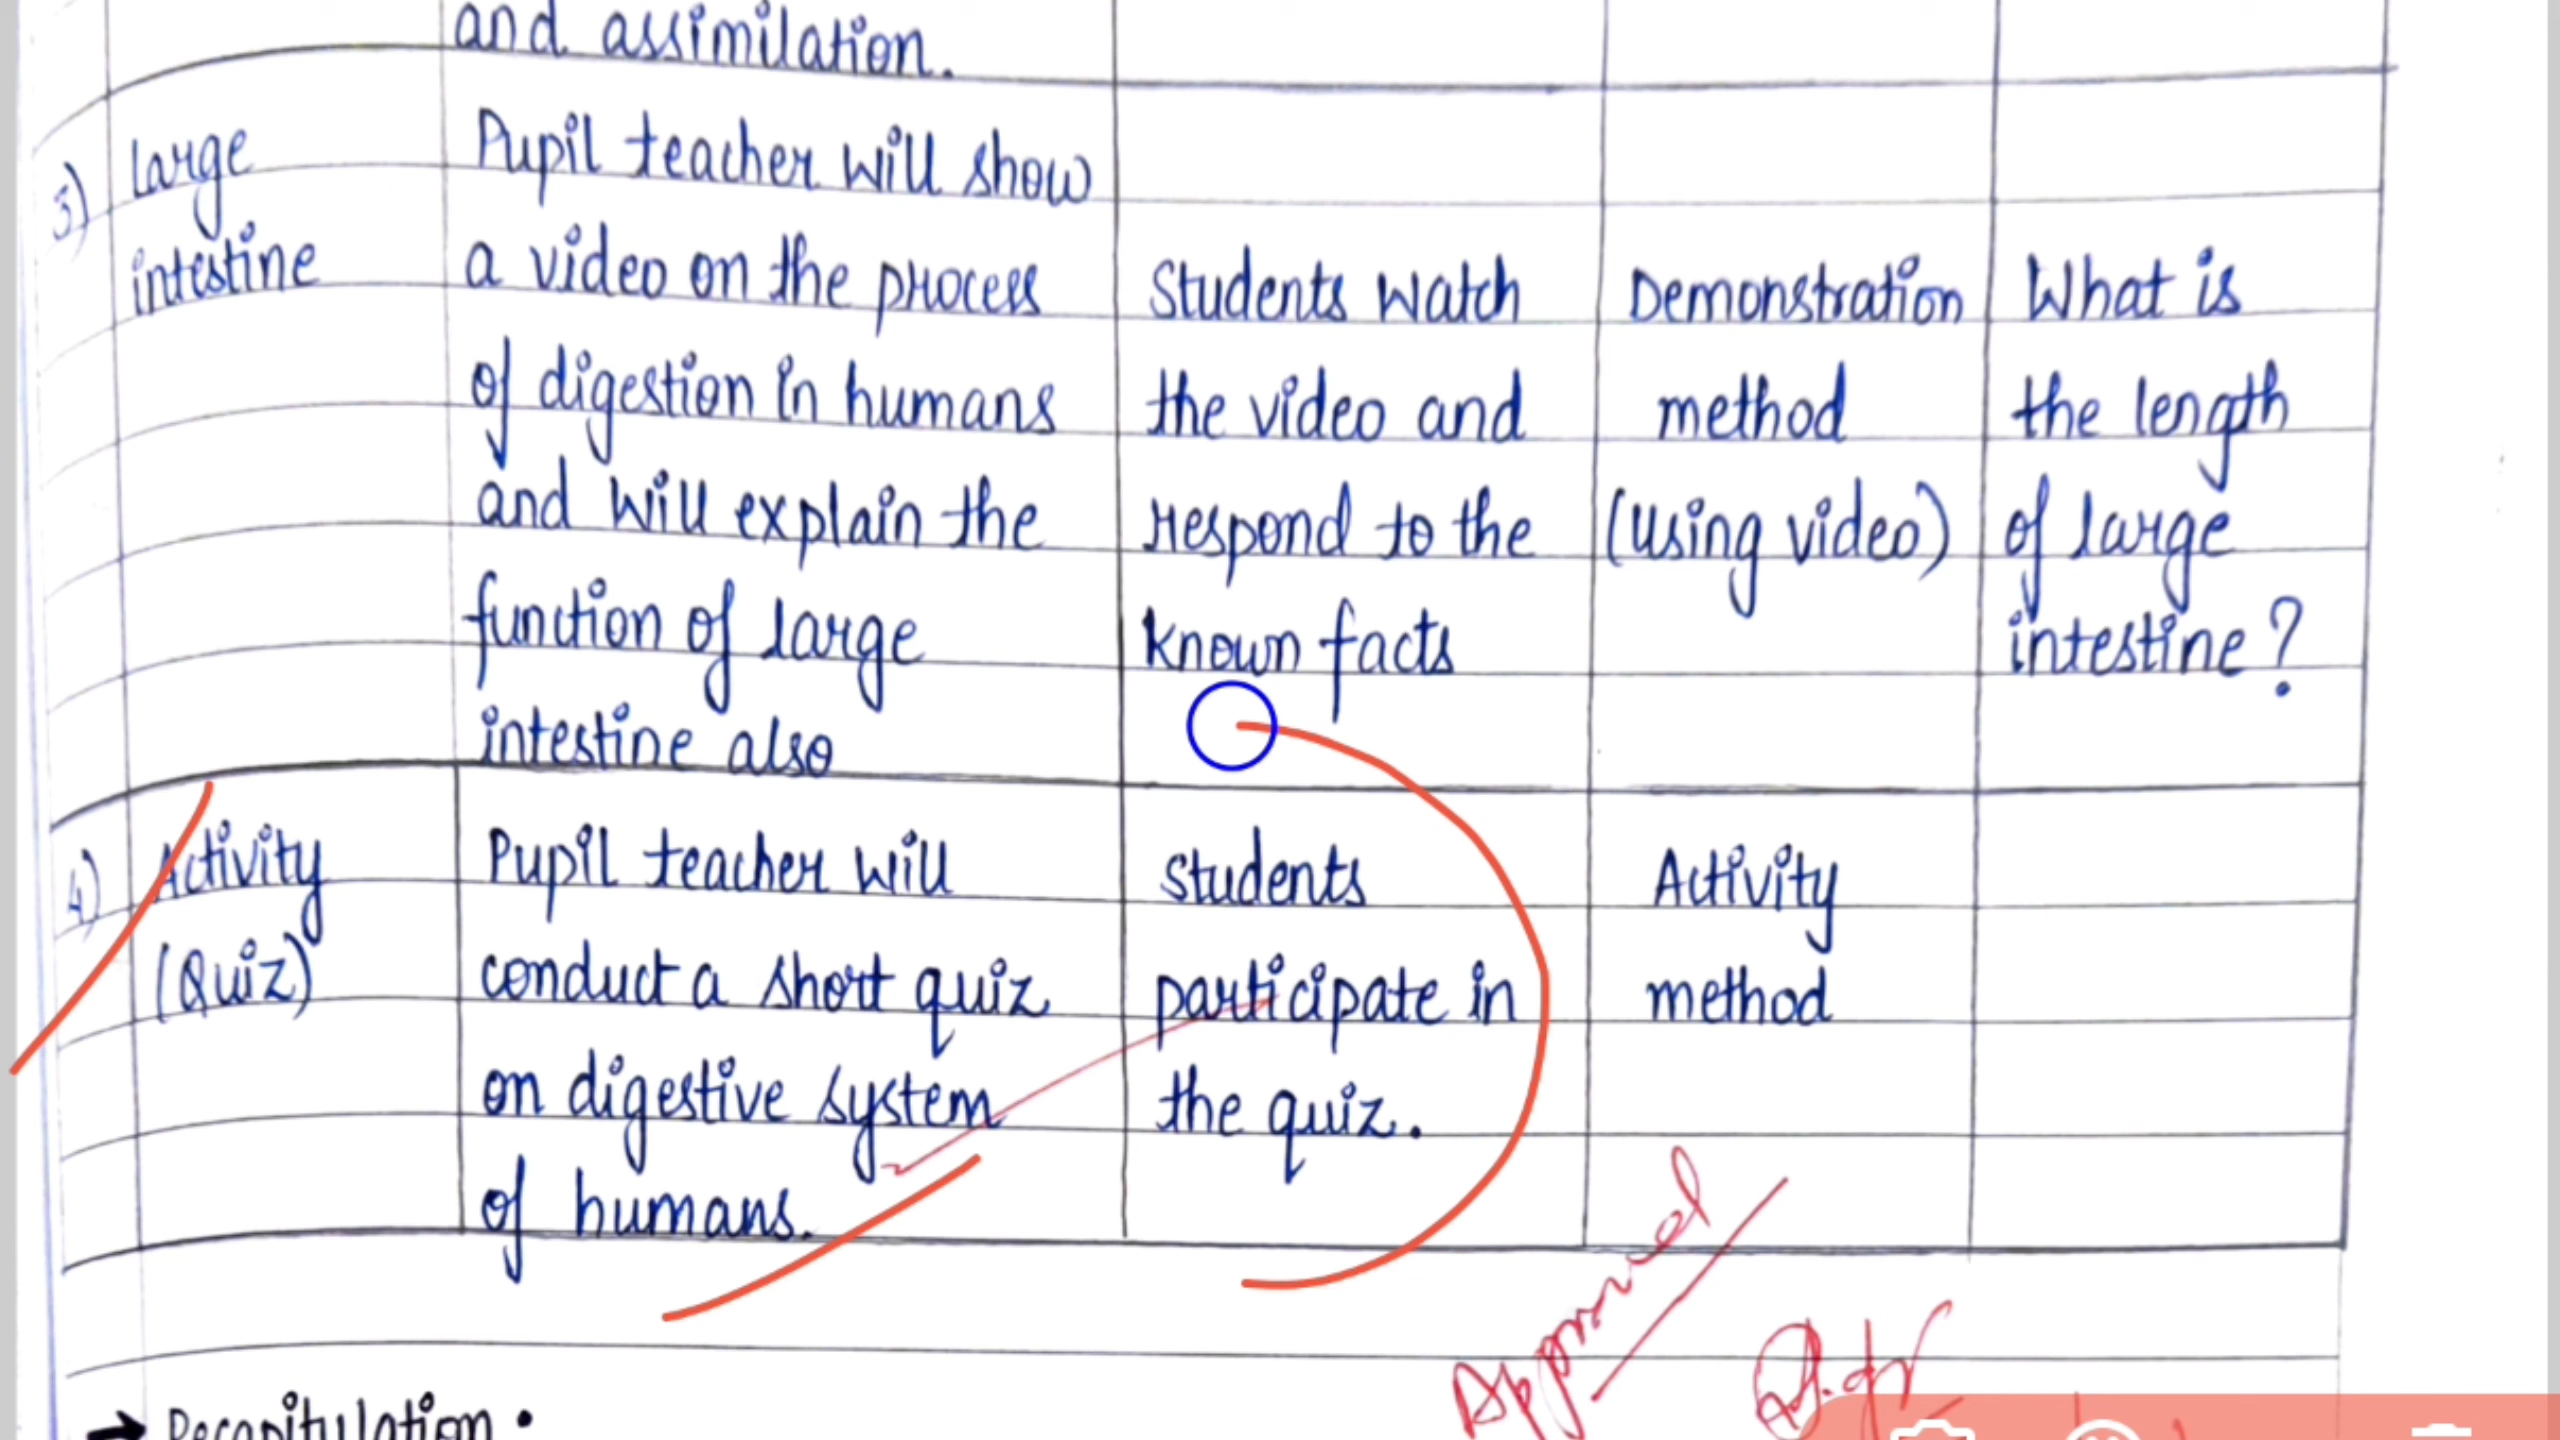 and assimilation.
3) Large
intestine
Pupil teacher will show
a video on the process
of digestion in humans
and will explain the
function of large
intestine also
Students watch
the video and
respond to the
known facts
Demonstration
method
(using video)
What is
the length
of large
intestine?
4) Activity
(Quiz)
Pupil teacher will
conduct a short quiz
on digestive system
of humans.
students
participate in
the quiz.
Activity
method
Approved
→ Recapitulation.